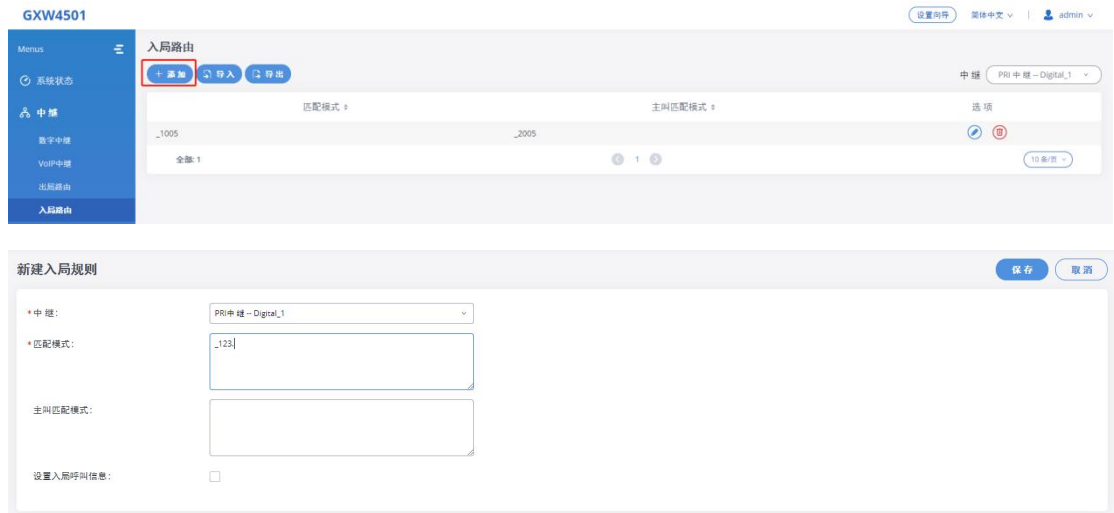 GXW4501
设置向导 简体中文 admin
Menus
入局路由
+ 添加 导入 导出
中继 PRI 中继 -- Digital_1
系统状态
匹配模式 主叫匹配模式 选项
中继
_1005 _2005
数字中继
全部: 1 1 10 条/页
VoIP中继
出局路由
入局路由
新建入局规则
保存 取消
*中继: PRI中继 -- Digital_1
*匹配模式: _123.
主叫匹配模式:
设置入局呼叫信息: